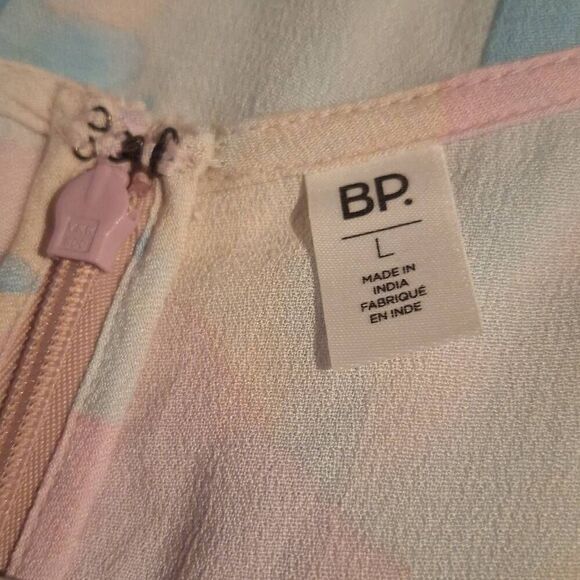 BP.
L
MADE IN
INDIA
FABRIQUÉ
EN INDE